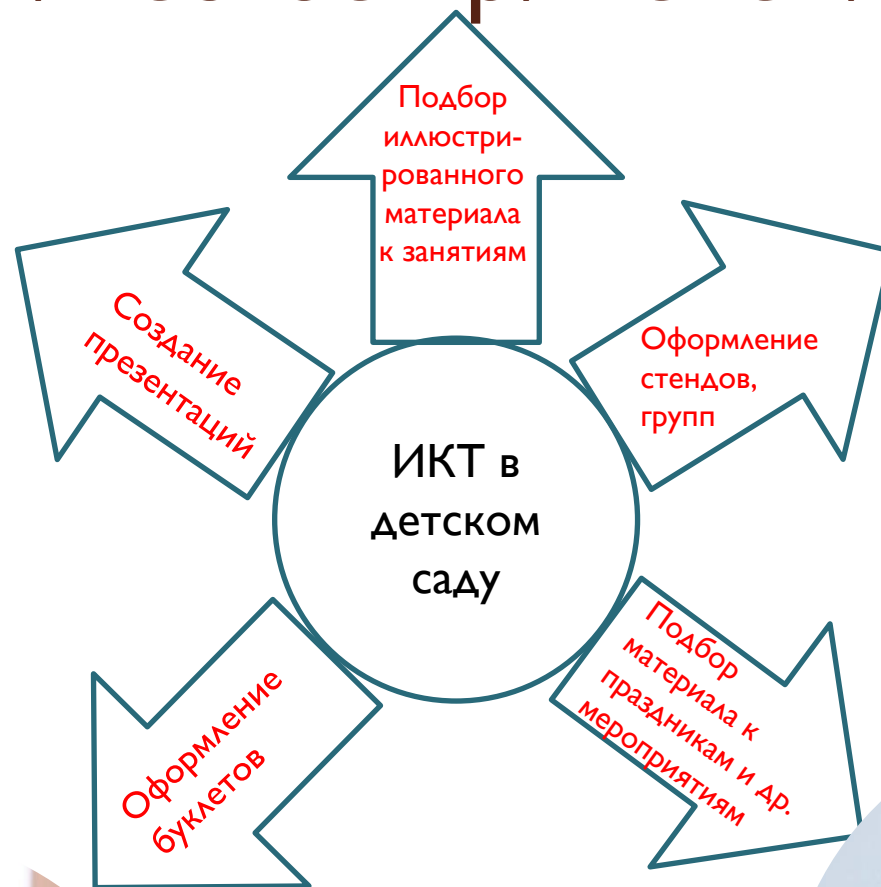 Подбор
иллюстри-
рованного
материала
к занятиям
Создание
презентаций
Оформление
стендов,
групп
ИКТ в
детском
саду
Оформление
буклетов
Подбор
материала к
праздникам и др.
мероприятиям